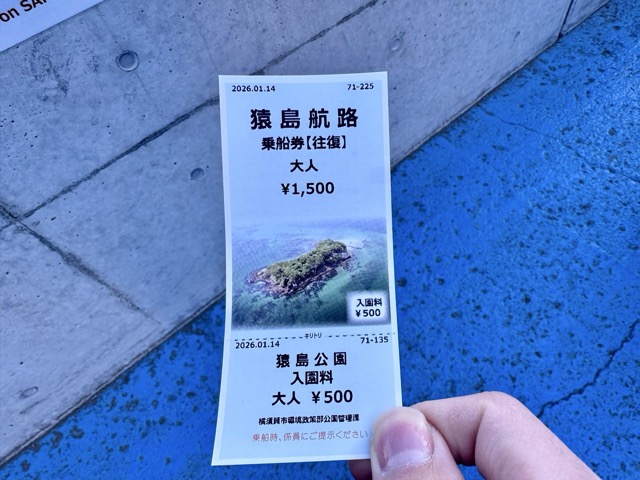 on SA
2026.01.14 71-225
猿島航路
乗船券【往復】
大人
¥1,500
入園料
¥500
キリトリ
2026.01.14 71-135
猿島公園
入園料
大人 ¥500
横須賀市環境政策部公園管理課
乗船時、係員にご提示ください